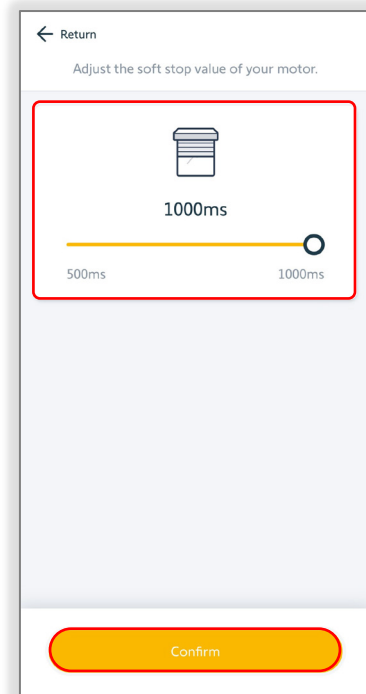 Return
Adjust the soft stop value of your motor.
1000ms
500ms
1000ms
Confirm